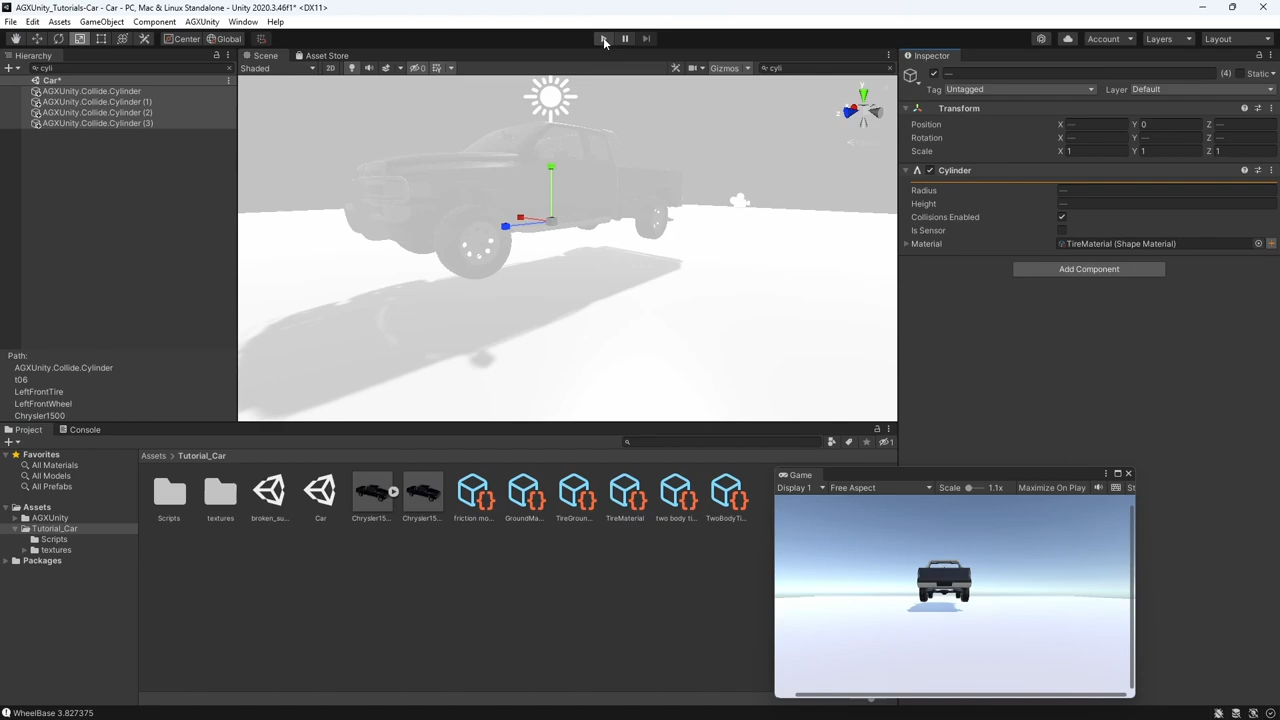 AGXUnity_Tutorials-Car - Car - PC, Mac & Linux Standalone - Unity 2020.3.46f1* <DX11>
File Edit Assets GameObject Component AGXUnity Window Help
Center Global Account Layers Layout
Hierarchy
cyli
Car*
AGXUnity.Collide.Cylinder
AGXUnity.Collide.Cylinder (1)
AGXUnity.Collide.Cylinder (2)
AGXUnity.Collide.Cylinder (3)
Path:
AGXUnity.Collide.Cylinder
t06
LeftFrontTire
LeftFrontWheel
Chrysler1500
Scene Asset Store
Shaded 2D 0 Gizmos cyli
y
z
Inspector
— (4) Static
Tag Untagged Layer Default
Transform
Position X — Y 0 Z —
Rotation X — Y — Z —
Scale X 1 Y 1 Z 1
Cylinder
Radius —
Height —
Collisions Enabled
Is Sensor
Material TireMaterial (Shape Material)
Add Component
Project Console
1
Favorites
All Materials
All Models
All Prefabs
Assets
AGXUnity
Tutorial_Car
Scripts
textures
Packages
Assets > Tutorial_Car
Scripts textures broken_su... Car Chrysler15... Chrysler15... friction mo... GroundMa... TireGroun... TireMaterial two body ti... TwoBodyTi...
Game
Display 1 Free Aspect Scale 1.1x Maximize On Play St
WheelBase 3.827375